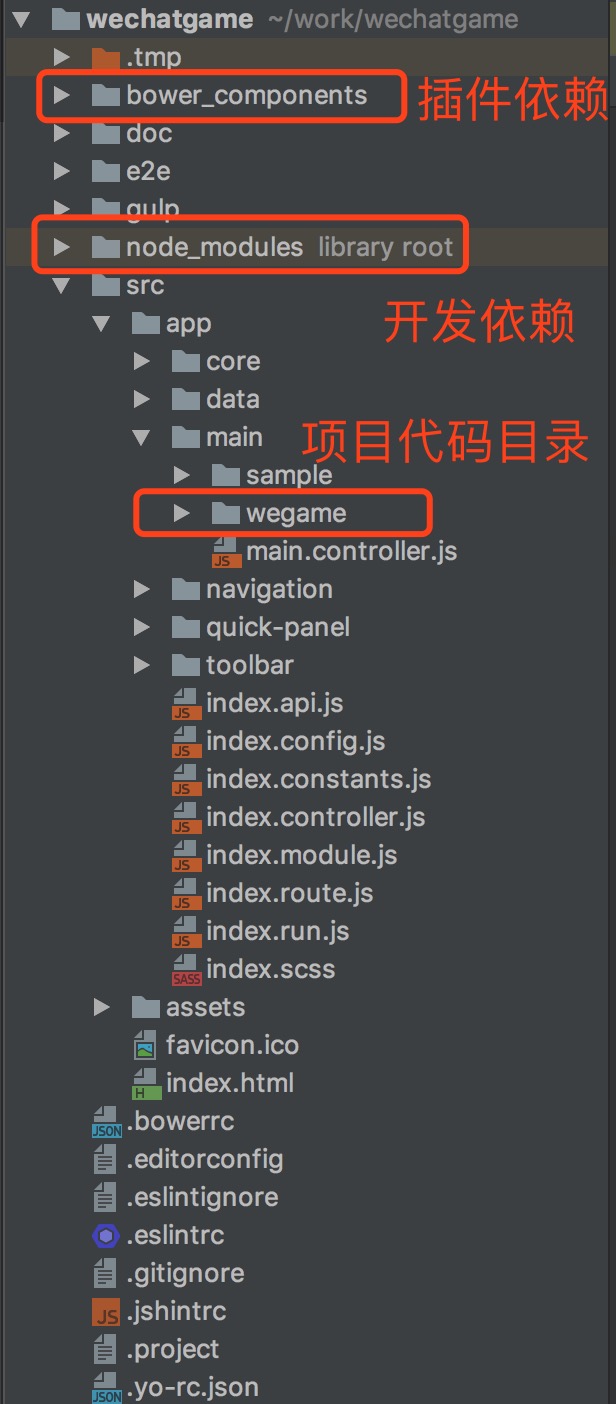 wechatgame ~/work/wechatgame
.tmp
bower_components 插件依赖
doc
e2e
gulp
node_modules library root
src
app 开发依赖
core
data
main 项目代码目录
sample
wegame
JS main.controller.js
navigation
quick-panel
toolbar
JS index.api.js
JS index.config.js
JS index.constants.js
JS index.controller.js
JS index.module.js
JS index.route.js
JS index.run.js
SASS index.scss
assets
favicon.ico
H index.html
JSON .bowerrc
.editorconfig
.eslintignore
.eslintrc
.gitignore
JS .jshintrc
.project
JSON .yo-rc.json